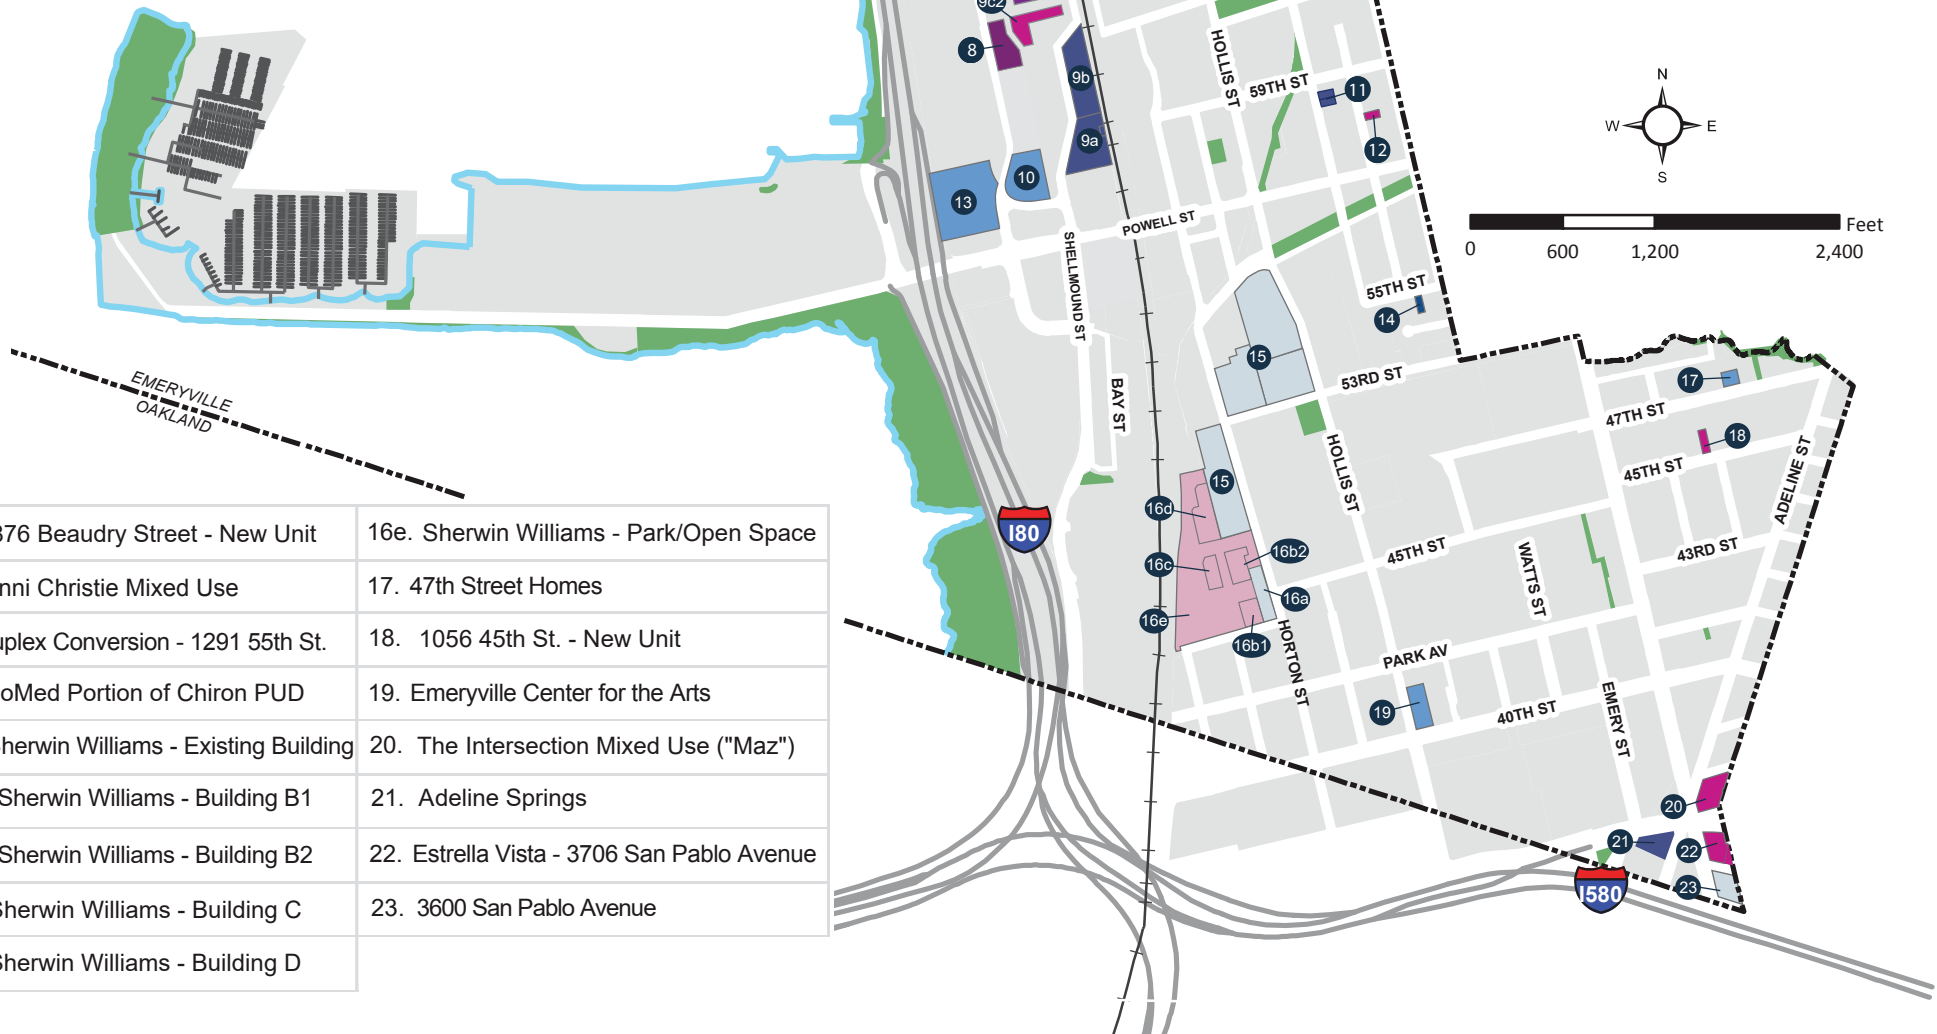 9c2
8
9b
9a
HOLLIS ST
59TH ST
11
12
N
W
E
S
13
10
POWELL ST
SHELLMOUND ST
Feet
0
600
1,200
2,400
55TH ST
14
15
53RD ST
BAY ST
EMERYVILLE
OAKLAND
17
47TH ST
18
45TH ST
ADELINE ST
HOLLIS ST
15
16d
I80
16b2
16c
45TH ST
WATTS ST
43RD ST
16a
16e
16b1
HORTON ST
PARK AV
19
40TH ST
EMERY ST
20
21
22
23
I580
376 Beaudry Street - New Unit
16e. Sherwin Williams - Park/Open Space
nni Christie Mixed Use
17. 47th Street Homes
uplex Conversion - 1291 55th St.
18. 1056 45th St. - New Unit
oMed Portion of Chiron PUD
19. Emeryville Center for the Arts
Sherwin Williams - Existing Building
20. The Intersection Mixed Use ("Maz")
Sherwin Williams - Building B1
21. Adeline Springs
Sherwin Williams - Building B2
22. Estrella Vista - 3706 San Pablo Avenue
Sherwin Williams - Building C
23. 3600 San Pablo Avenue
Sherwin Williams - Building D